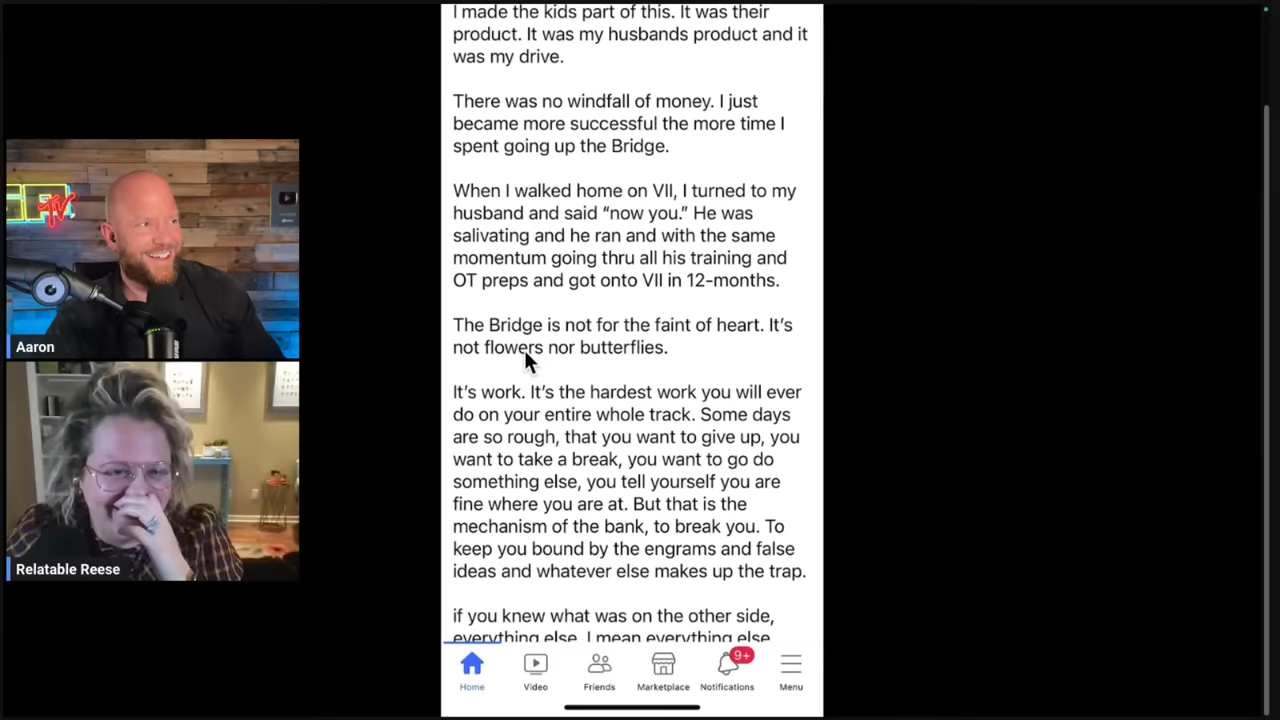 I made the kids part of this. It was their
product. It was my husbands product and it
was my drive.
There was no windfall of money. I just
became more successful the more time I
spent going up the Bridge.
When I walked home on VII, I turned to my
husband and said “now you.” He was
salivating and he ran and with the same
momentum going thru all his training and
OT preps and got onto VII in 12-months.
The Bridge is not for the faint of heart. It’s
not flowers nor butterflies.
It’s work. It’s the hardest work you will ever
do on your entire whole track. Some days
are so rough, that you want to give up, you
want to take a break, you want to go do
something else, you tell yourself you are
fine where you are at. But that is the
mechanism of the bank, to break you. To
keep you bound by the engrams and false
ideas and whatever else makes up the trap.
if you knew what was on the other side,
everything else. I mean everything else
9+
Home
Video
Friends
Marketplace
Notifications
Menu
TV
Aaron
Relatable Reese